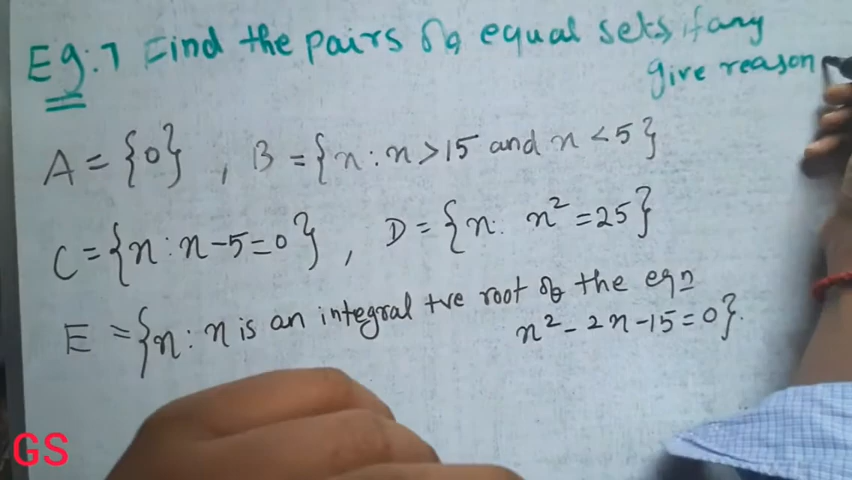 Eg:7 Find the pairs of equal sets, if any
give reason
A = {0} , B = {x : x > 15 and x < 5}
C = {x : x - 5 = 0} , D = {x : x² = 25}
E = {x : x is an integral +ve root of the eqn
x² - 2x - 15 = 0}.
GS